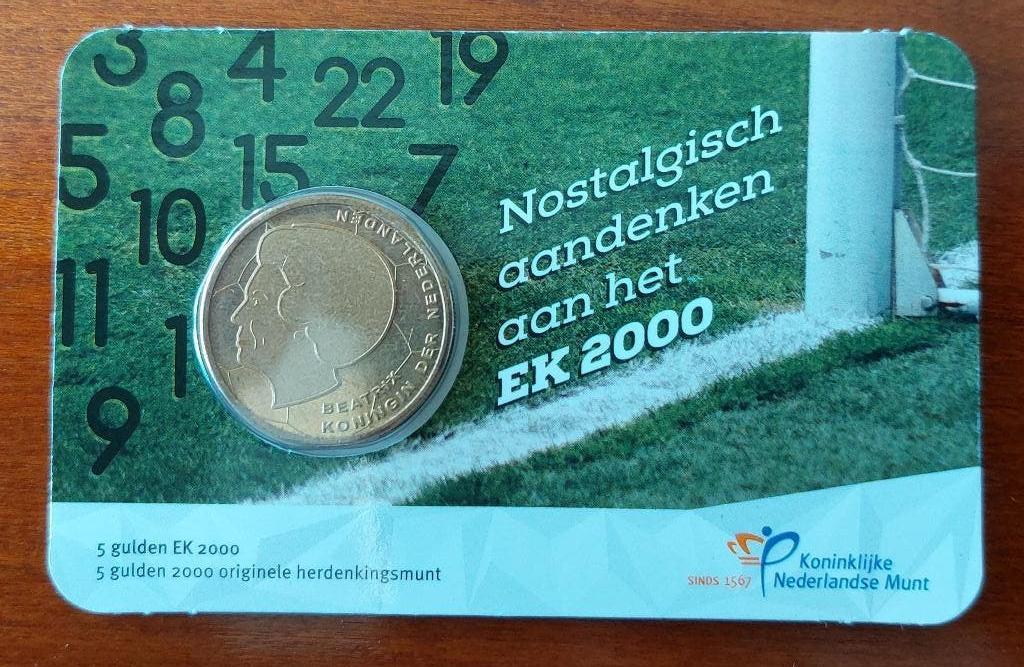 3
4
19
8
22
5
15
7
10
11
1
9
BEATRIX
KONINGIN DER NEDERLANDEN
Nostalgisch
aandenken
aan het
EK 2000
5 gulden EK 2000
5 gulden 2000 originele herdenkingsmunt
SINDS 1567
Koninklijke
Nederlandse Munt